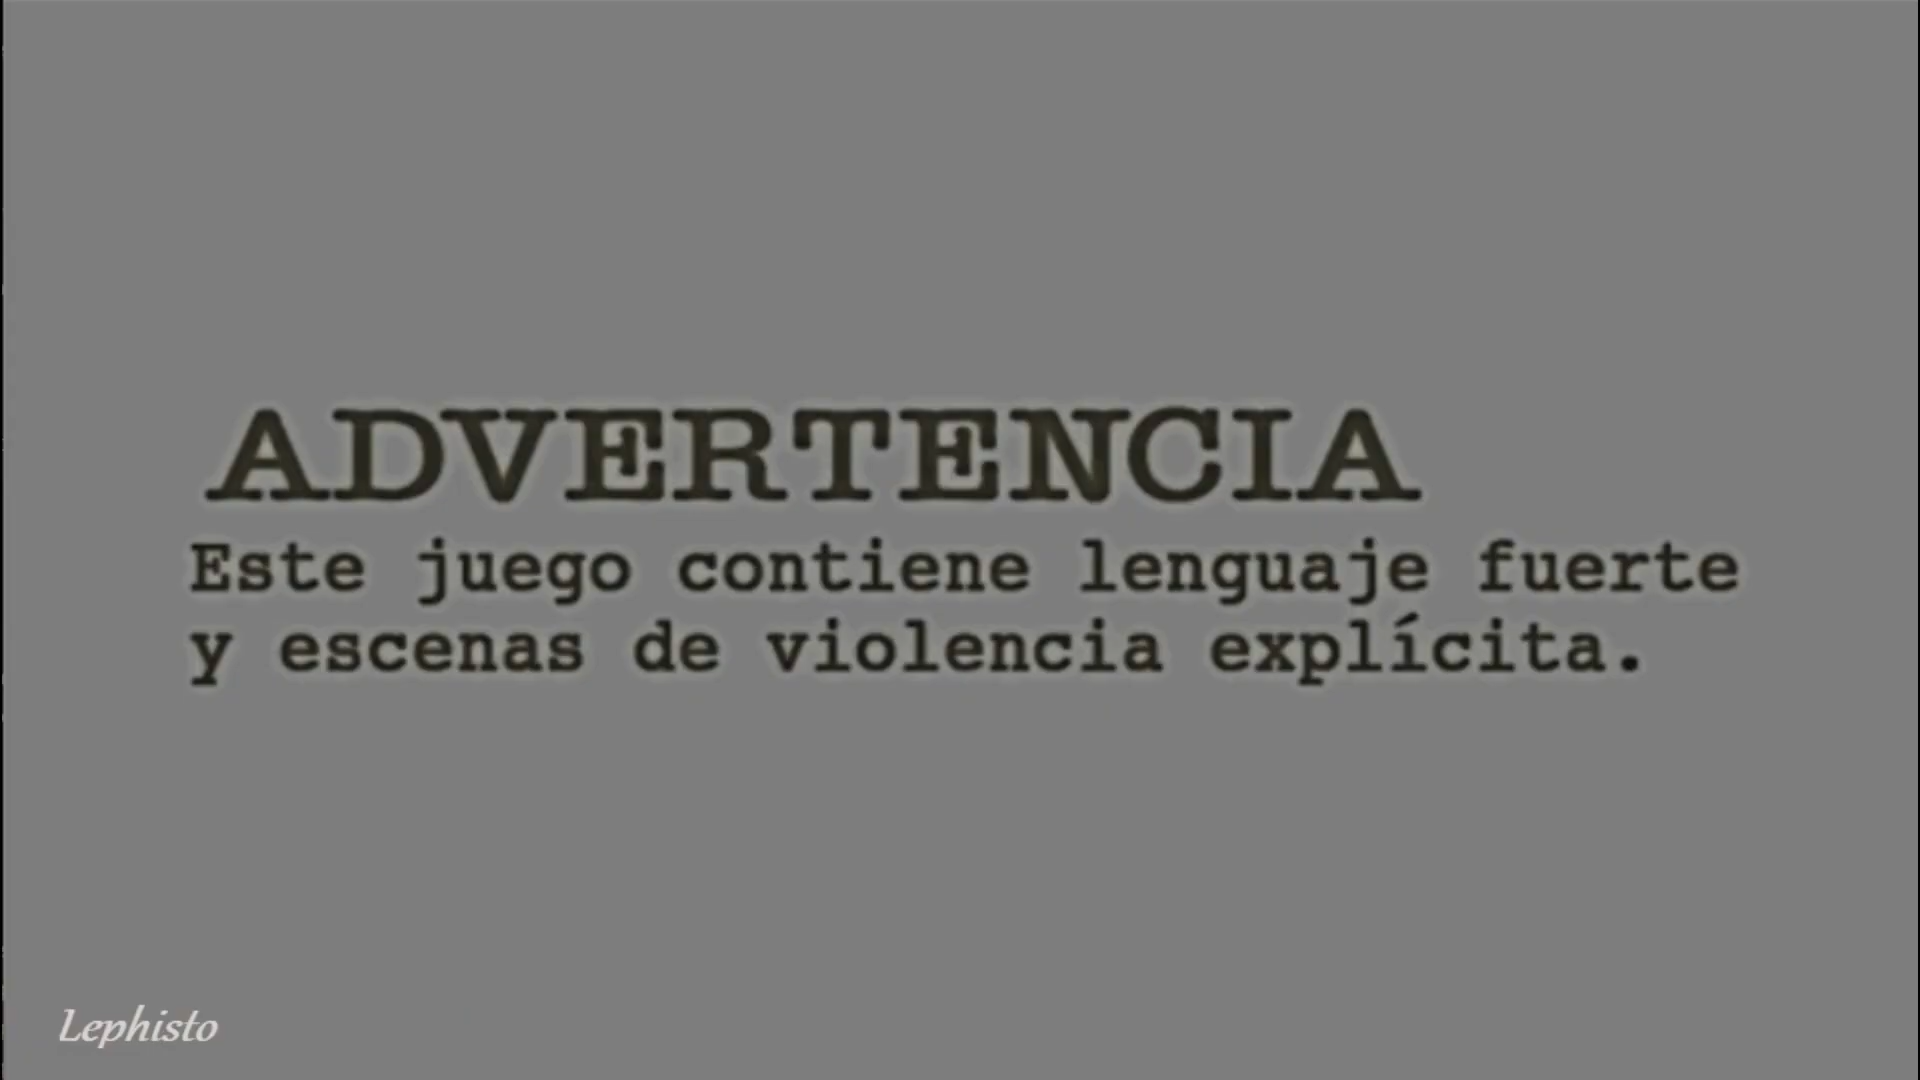 ADVERTENCIA
Este juego contiene lenguaje fuerte
y escenas de violencia explícita.
Lephisto